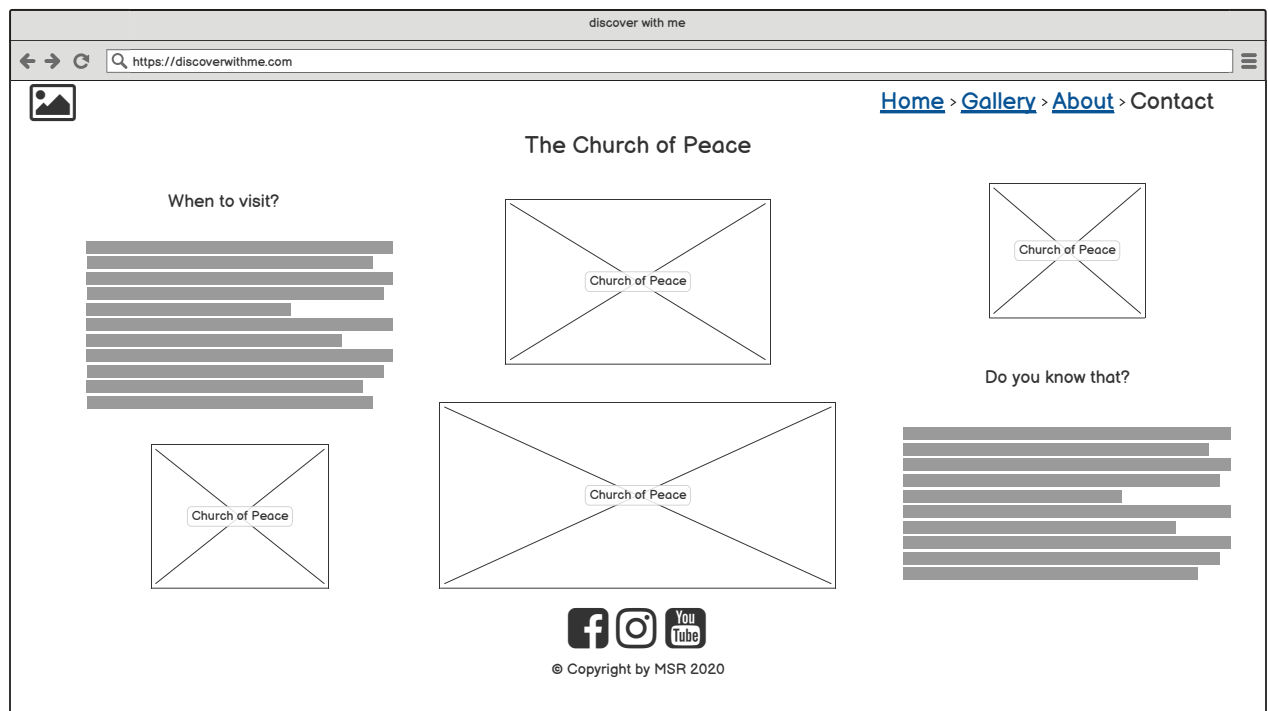 discover with me
https://discoverwithme.com
Home > Gallery > About > Contact
The Church of Peace
When to visit?
Church of Peace
Church of Peace
Church of Peace
Church of Peace
Do you know that?
You
Tube
© Copyright by MSR 2020